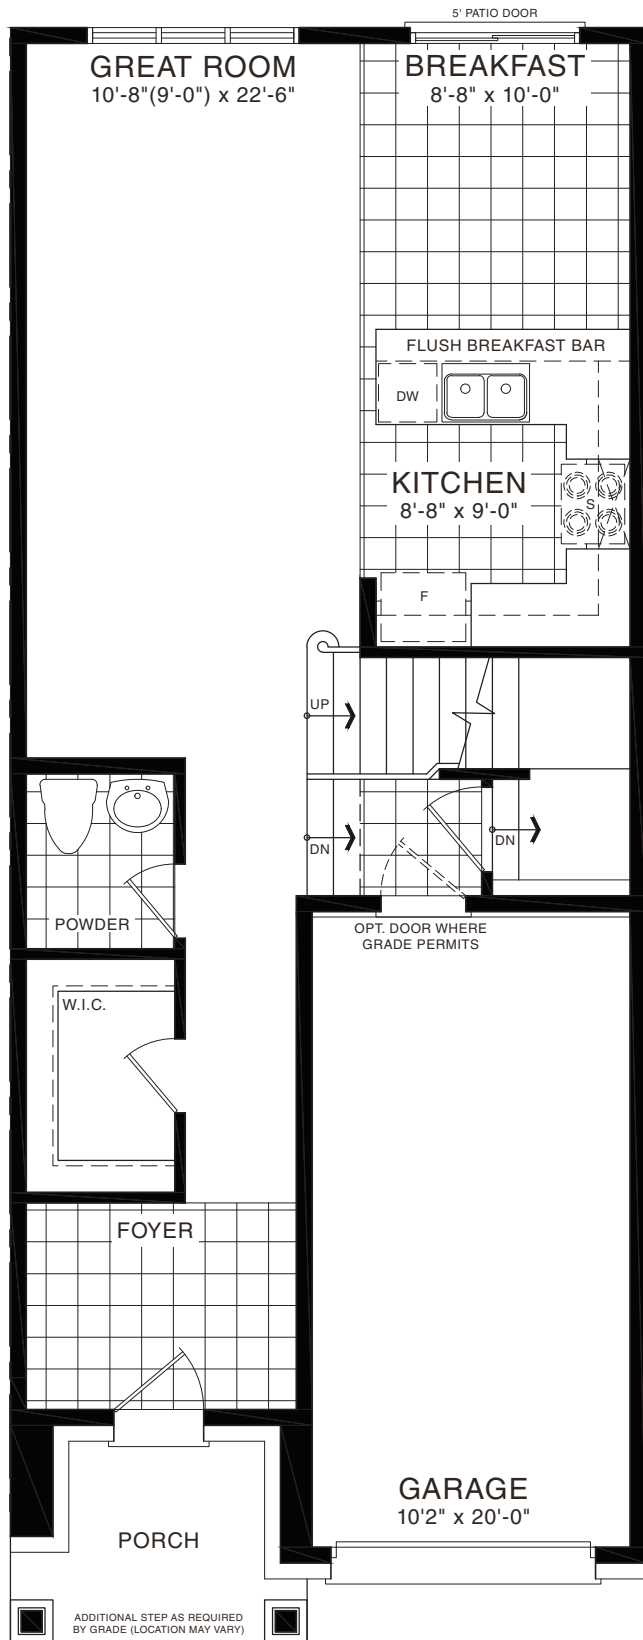 5' PATIO DOOR
GREAT ROOM
10'-8"(9'-0") x 22'-6"
BREAKFAST
8'-8" x 10'-0"
FLUSH BREAKFAST BAR
DW
KITCHEN
8'-8" x 9'-0"
S
F
UP
DN
DN
POWDER
OPT. DOOR WHERE
GRADE PERMITS
W.I.C.
FOYER
GARAGE
10'2" x 20'-0"
PORCH
ADDITIONAL STEP AS REQUIRED
BY GRADE (LOCATION MAY VARY)